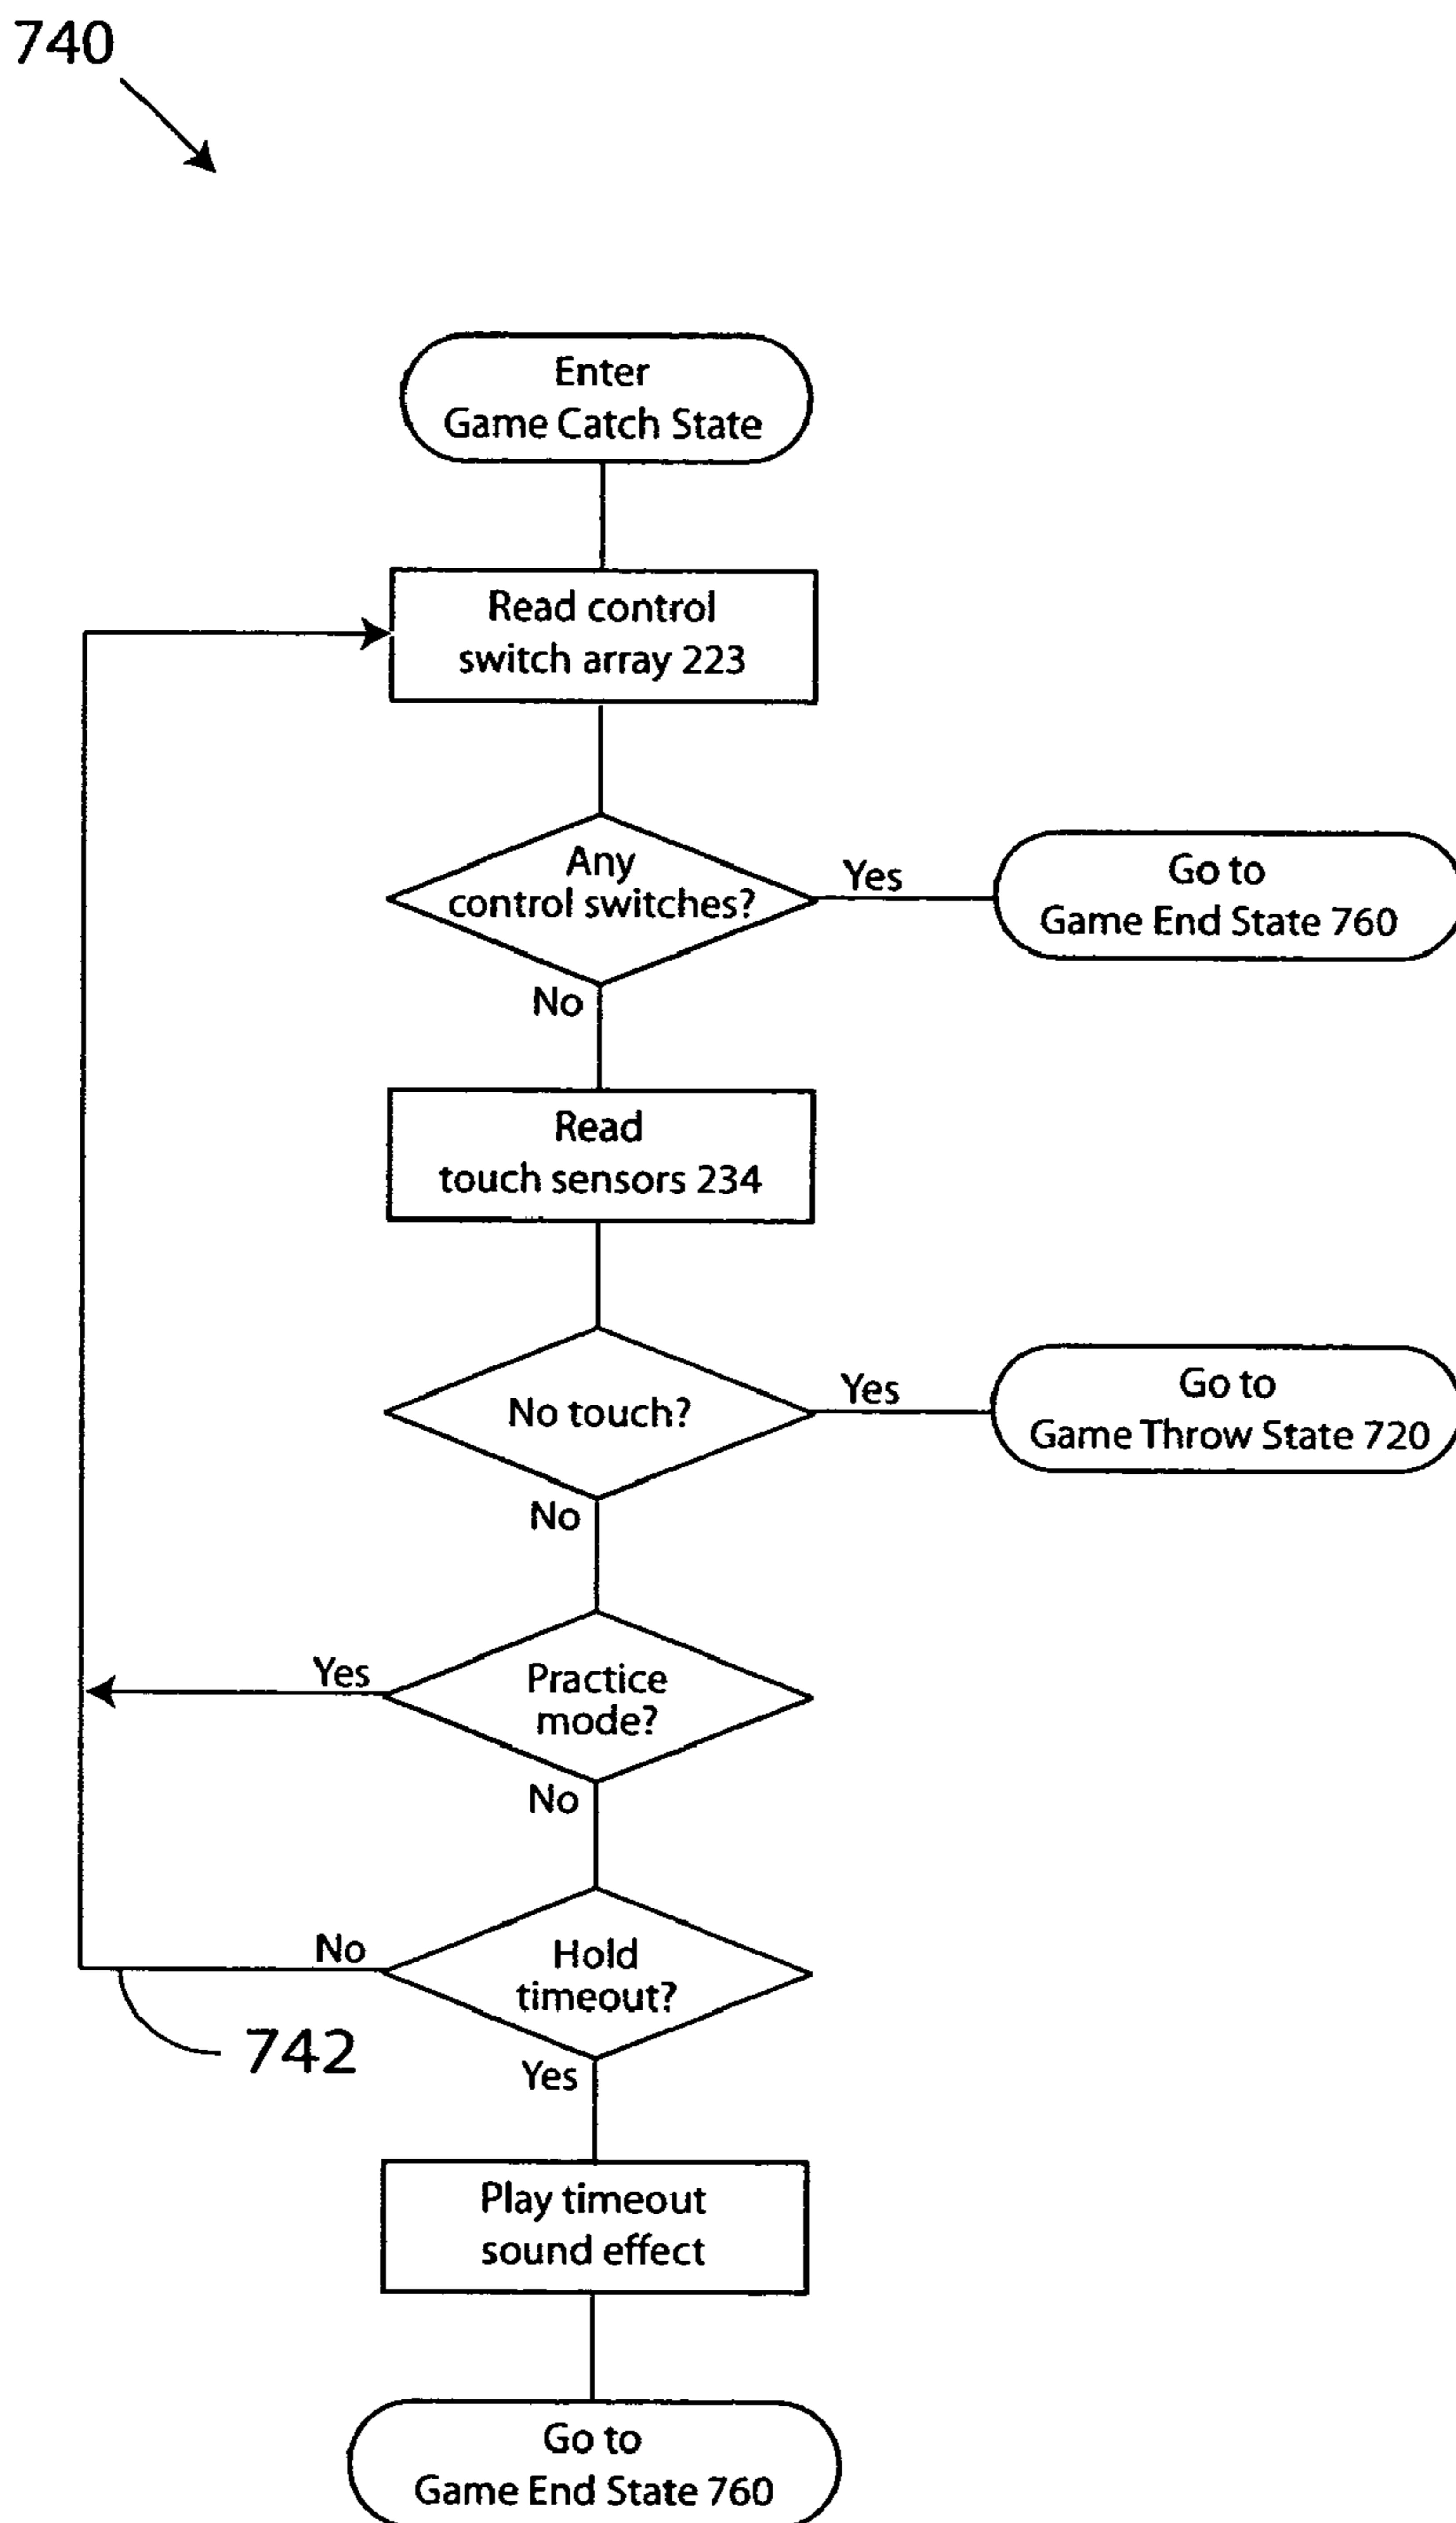 740
Enter
Game Catch State
Read control
switch array 223
Any
control switches?
Yes
Go to
Game End State 760
No
Read
touch sensors 234
No touch?
Yes
Go to
Game Throw State 720
No
Yes
Practice
mode?
No
No
Hold
timeout?
742
Yes
Play timeout
sound effect
Go to
Game End State 760